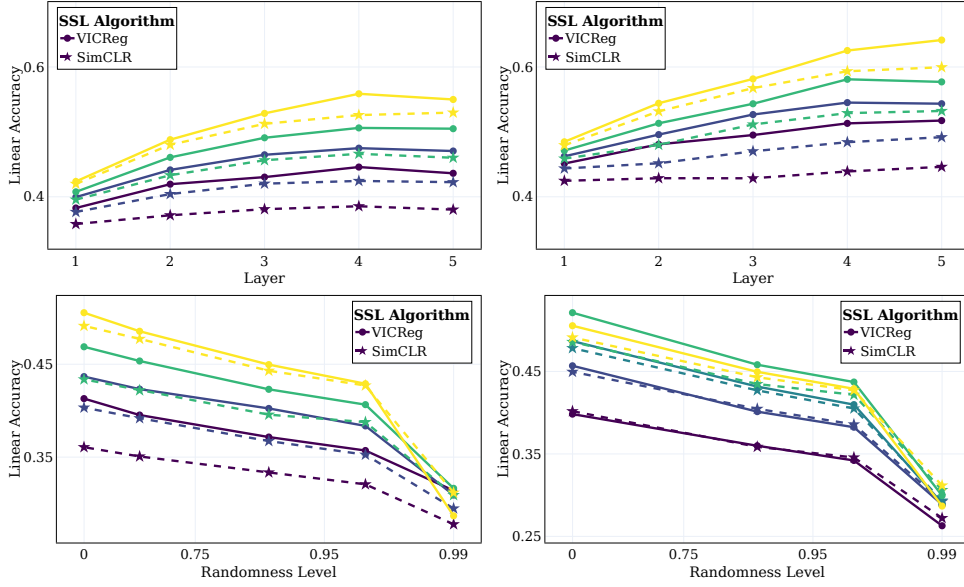 SSL Algorithm
VICReg
SimCLR
0.6
0.4
Linear Accuracy
1 2 3 4 5
Layer
SSL Algorithm
VICReg
SimCLR
0.6
0.4
Linear Accuracy
1 2 3 4 5
Layer
SSL Algorithm
VICReg
SimCLR
0.45
0.35
Linear Accuracy
0 0.75 0.95 0.99
Randomness Level
SSL Algorithm
VICReg
SimCLR
0.45
0.35
0.25
Linear Accuracy
0 0.75 0.95 0.99
Randomness Level